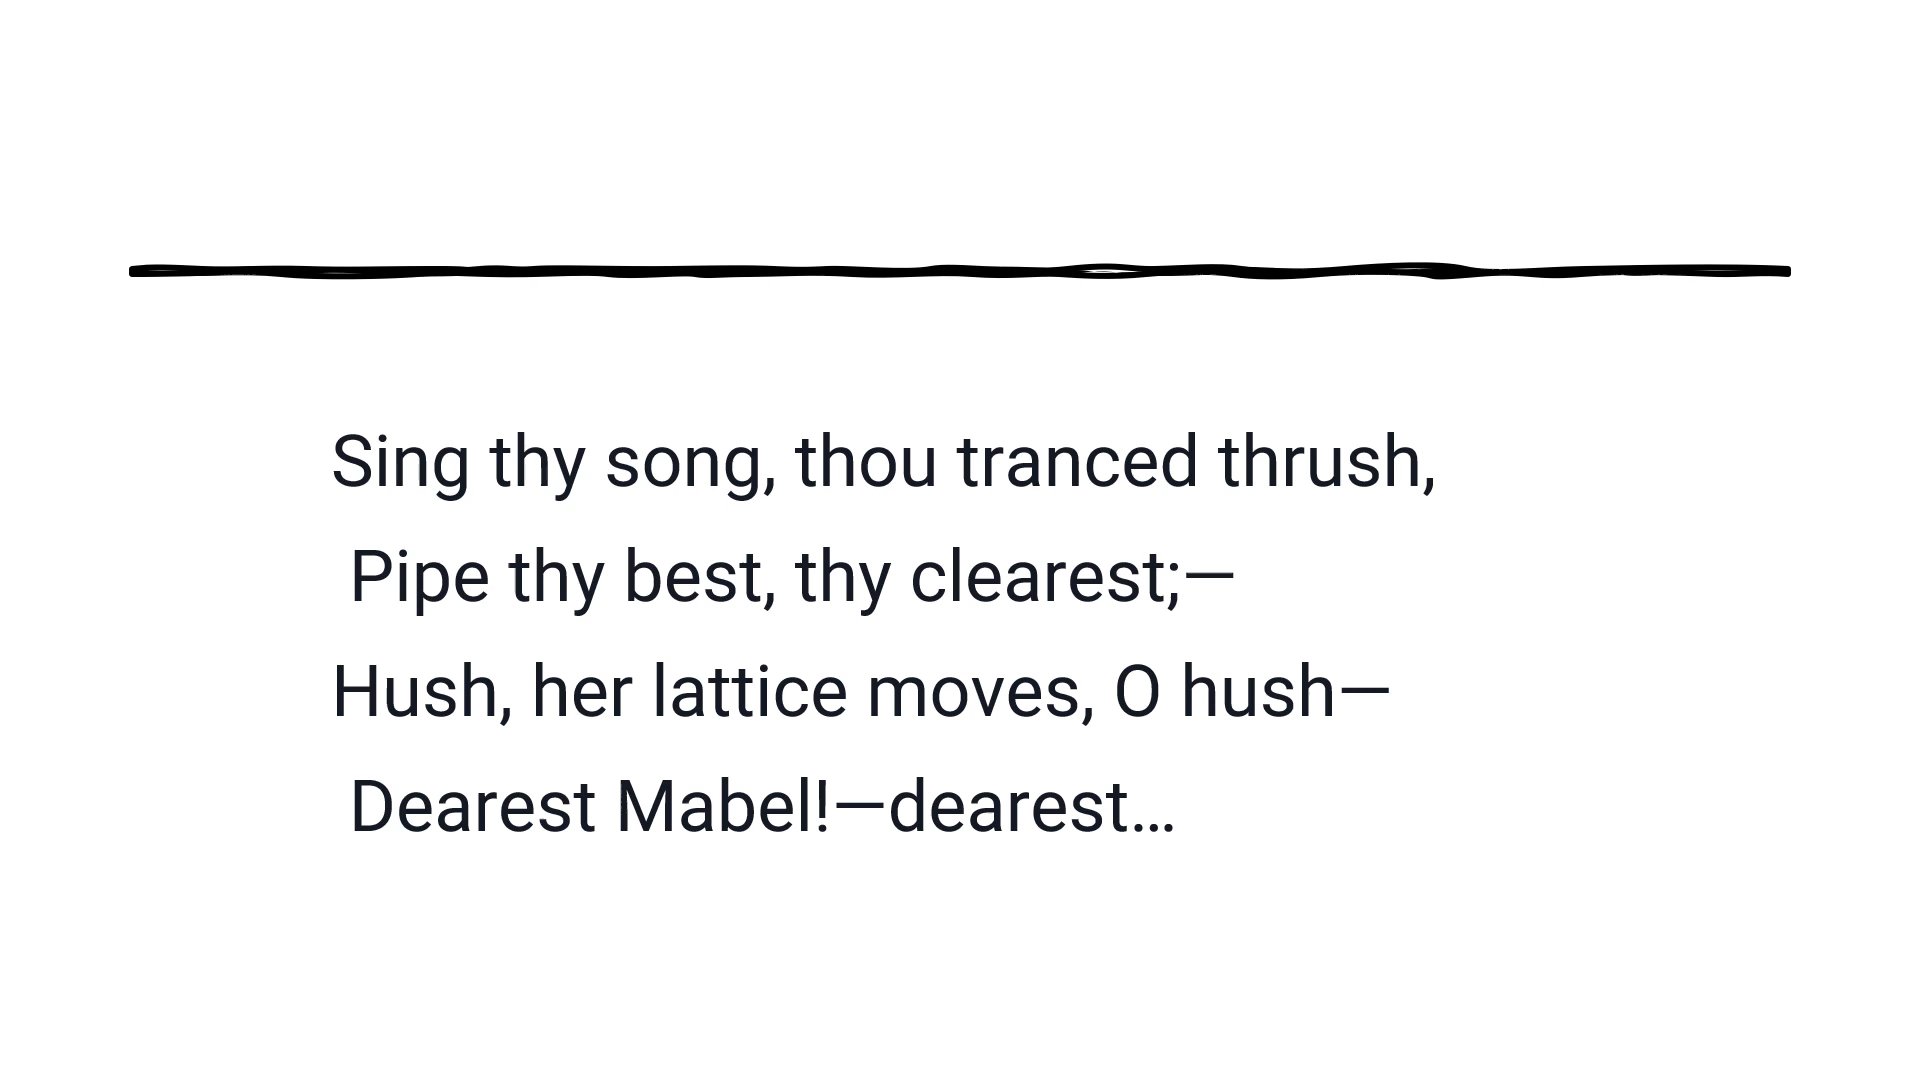 Sing thy song, thou tranced thrush,
Pipe thy best, thy clearest;—
Hush, her lattice moves, O hush—
Dearest Mabel!—dearest...